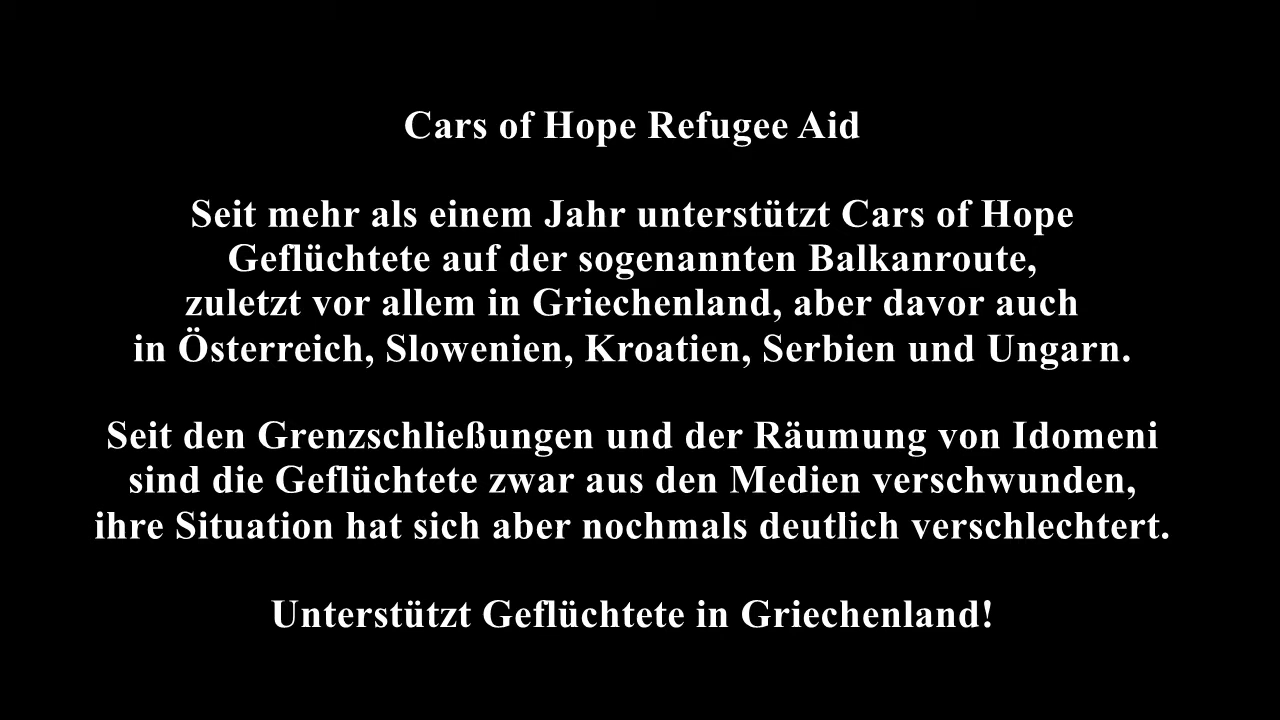 Cars of Hope Refugee Aid
Seit mehr als einem Jahr unterstützt Cars of Hope
Geflüchtete auf der sogenannten Balkanroute,
zuletzt vor allem in Griechenland, aber davor auch
in Österreich, Slowenien, Kroatien, Serbien und Ungarn.
Seit den Grenzschließungen und der Räumung von Idomeni
sind die Geflüchtete zwar aus den Medien verschwunden,
ihre Situation hat sich aber nochmals deutlich verschlechtert.
Unterstützt Geflüchtete in Griechenland!